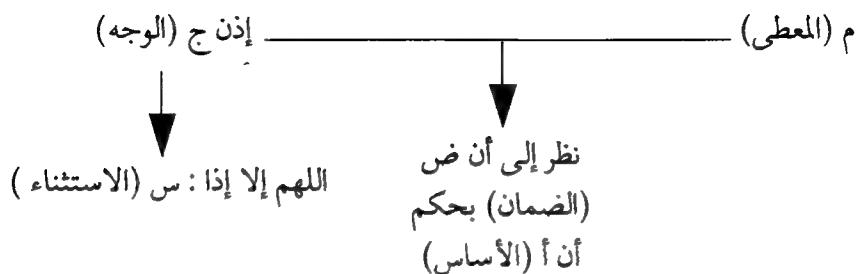 م (المعطى)
إذن ج (الوجه)
نظر إلى أن ض
(الضمان) بحكم
أن أ (الأساس)
اللهم إلا إذا : س (الاستثناء )